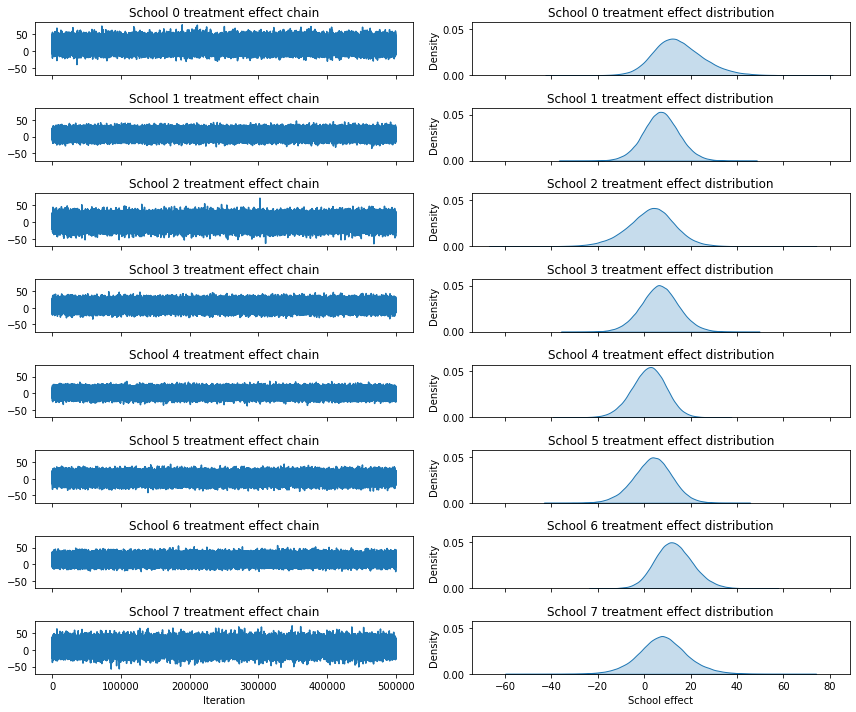 School 0 treatment effect chain
50
0
−50
School 0 treatment effect distribution
Density
0.05
0.00
School 1 treatment effect chain
50
0
−50
School 1 treatment effect distribution
Density
0.05
0.00
School 2 treatment effect chain
50
0
−50
School 2 treatment effect distribution
Density
0.05
0.00
School 3 treatment effect chain
50
0
−50
School 3 treatment effect distribution
Density
0.05
0.00
School 4 treatment effect chain
50
0
−50
School 4 treatment effect distribution
Density
0.05
0.00
School 5 treatment effect chain
50
0
−50
School 5 treatment effect distribution
Density
0.05
0.00
School 6 treatment effect chain
50
0
−50
School 6 treatment effect distribution
Density
0.05
0.00
School 7 treatment effect chain
50
0
−50
0 100000 200000 300000 400000 500000
Iteration
School 7 treatment effect distribution
Density
0.05
0.00
−60 −40 −20 0 20 40 60 80
School effect